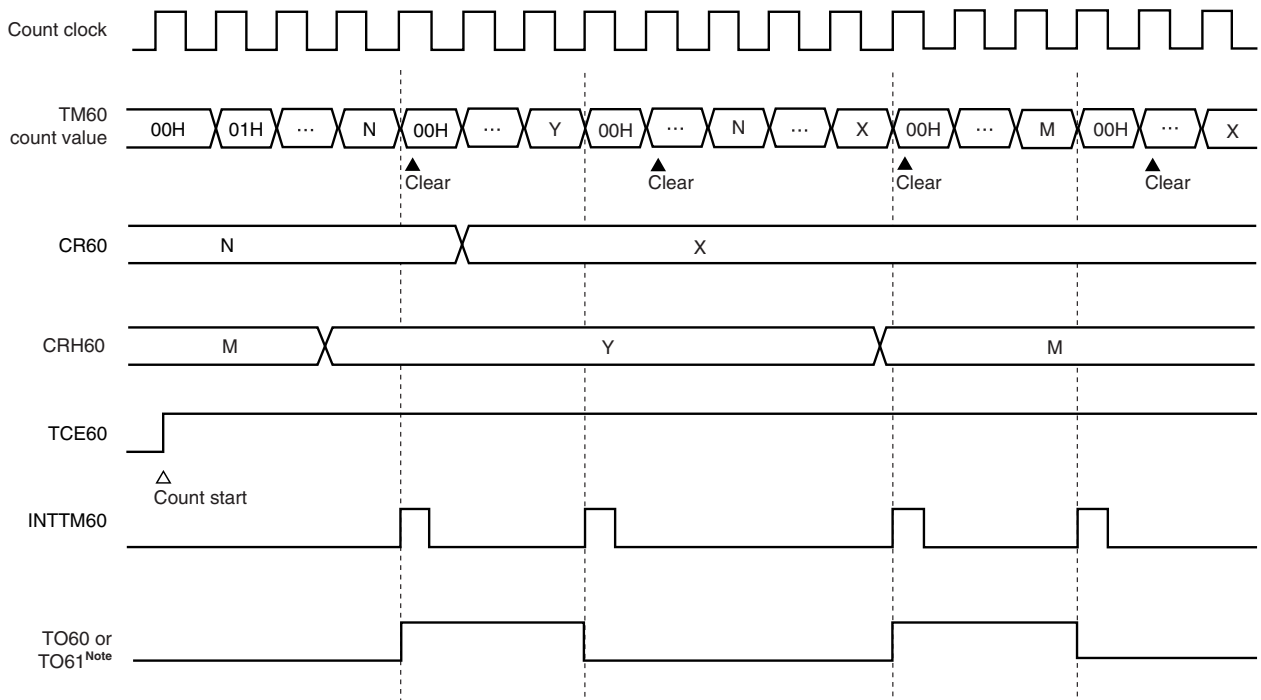 Count clock
TM60
count value
00H 01H ... N 00H ... Y 00H ... N ... X 00H ... M 00H ... X
Clear Clear Clear Clear
CR60
N X
CRH60
M Y M
TCE60
Count start
INTTM60
TO60 or
TO61Note